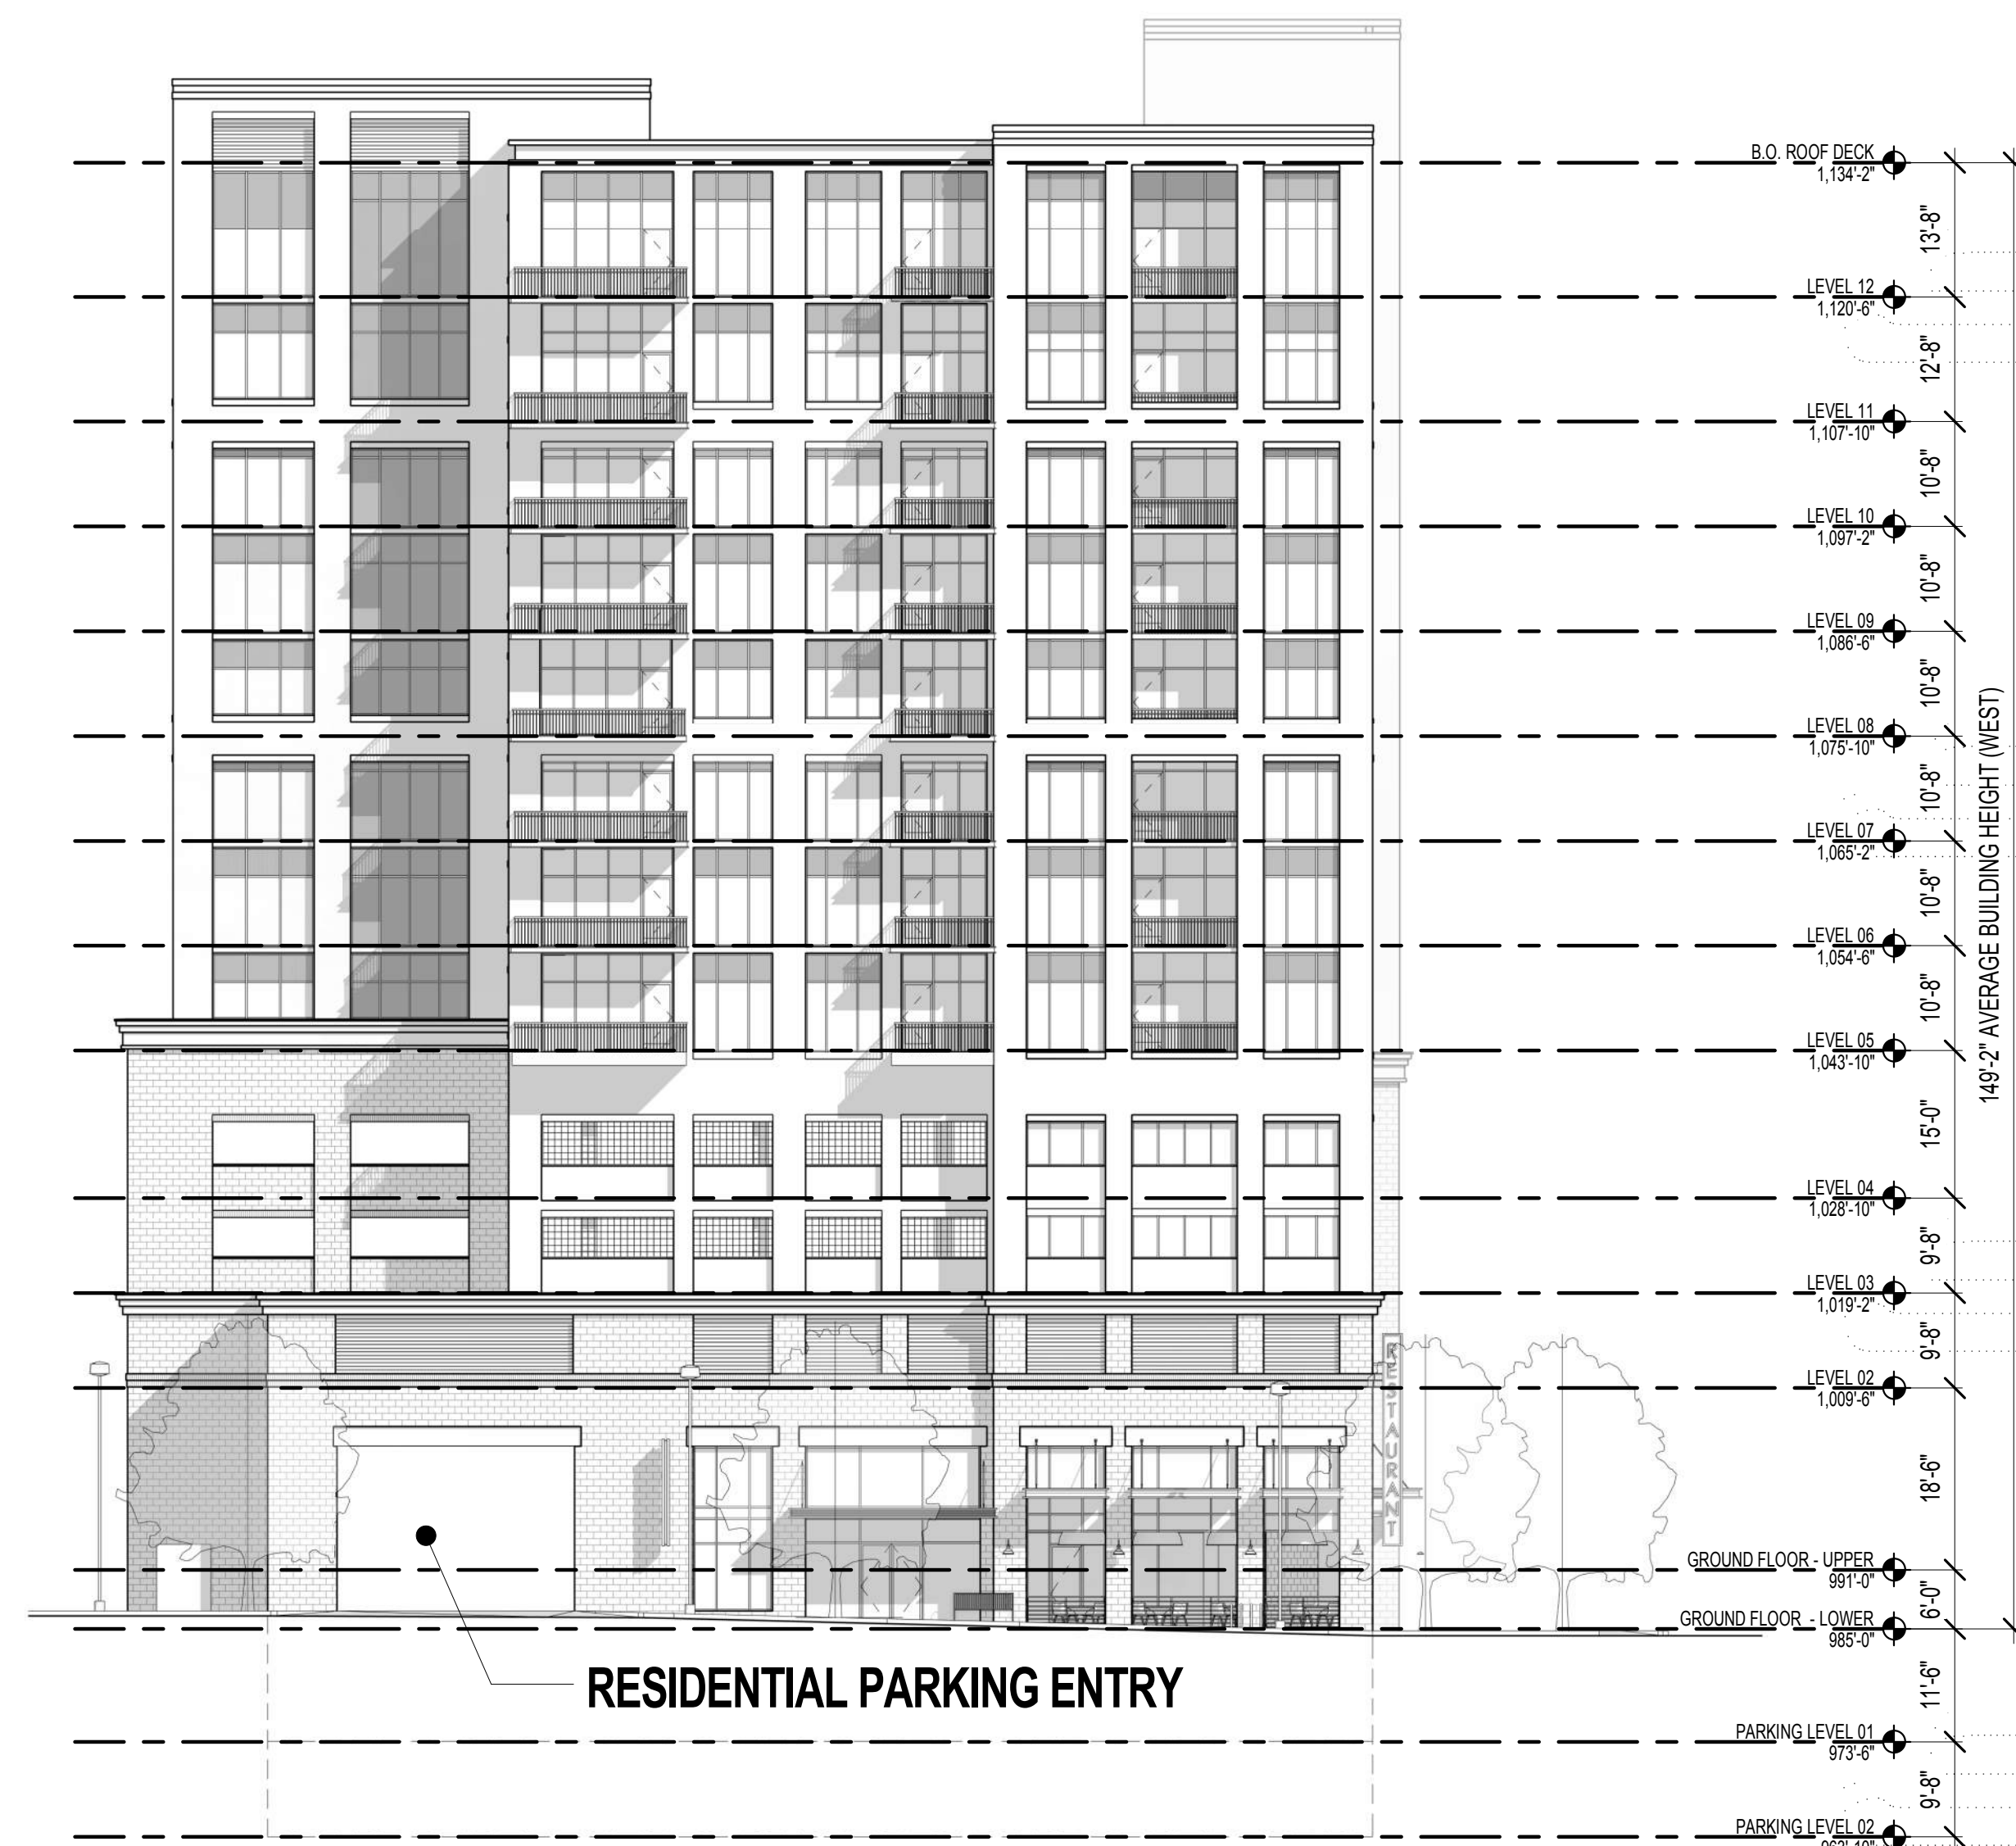 B.O. ROOF DECK
1,134'-2"
13'-8"
LEVEL 12
1,120'-6"
12'-8"
LEVEL 11
1,107'-10"
10'-8"
LEVEL 10
1,097'-2"
10'-8"
LEVEL 09
1,086'-6"
10'-8"
LEVEL 08
1,075'-10"
10'-8"
LEVEL 07
1,065'-2"
10'-8"
LEVEL 06
1,054'-6"
10'-8"
LEVEL 05
1,043'-10"
149'-2" AVERAGE BUILDING HEIGHT (WEST)
15'-0"
LEVEL 04
1,028'-10"
9'-8"
LEVEL 03
1,019'-2"
9'-8"
LEVEL 02
1,009'-6"
RESTAURANT
18'-6"
GROUND FLOOR - UPPER
991'-0"
6'-0"
GROUND FLOOR - LOWER
985'-0"
RESIDENTIAL PARKING ENTRY
11'-6"
PARKING LEVEL 01
973'-6"
9'-8"
PARKING LEVEL 02
963'-10"